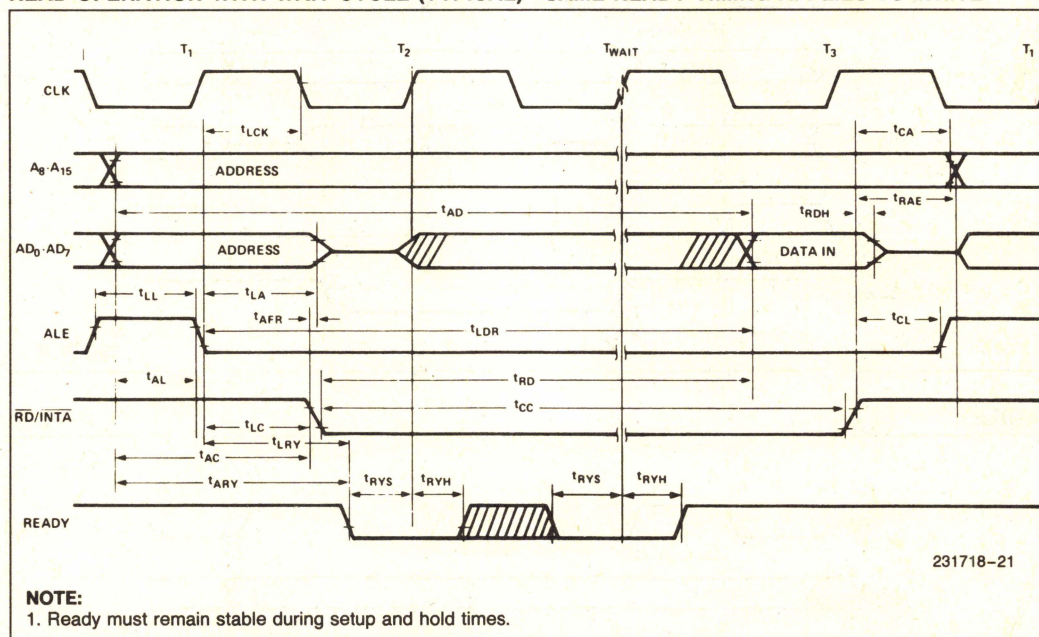 T1 T2 TWAIT T3 T1
CLK
tLCK tCA
A8-A15 ADDRESS
tRAE
tAD tRDH
AD0-AD7 ADDRESS DATA IN
tLL tLA
tAFR tCL
ALE tLDR
tAL tRD
RD/INTA tCC
tLC
tLRY
tAC
tARY tRYS tRYH tRYS tRYH
READY
231718-21
NOTE:
1. Ready must remain stable during setup and hold times.